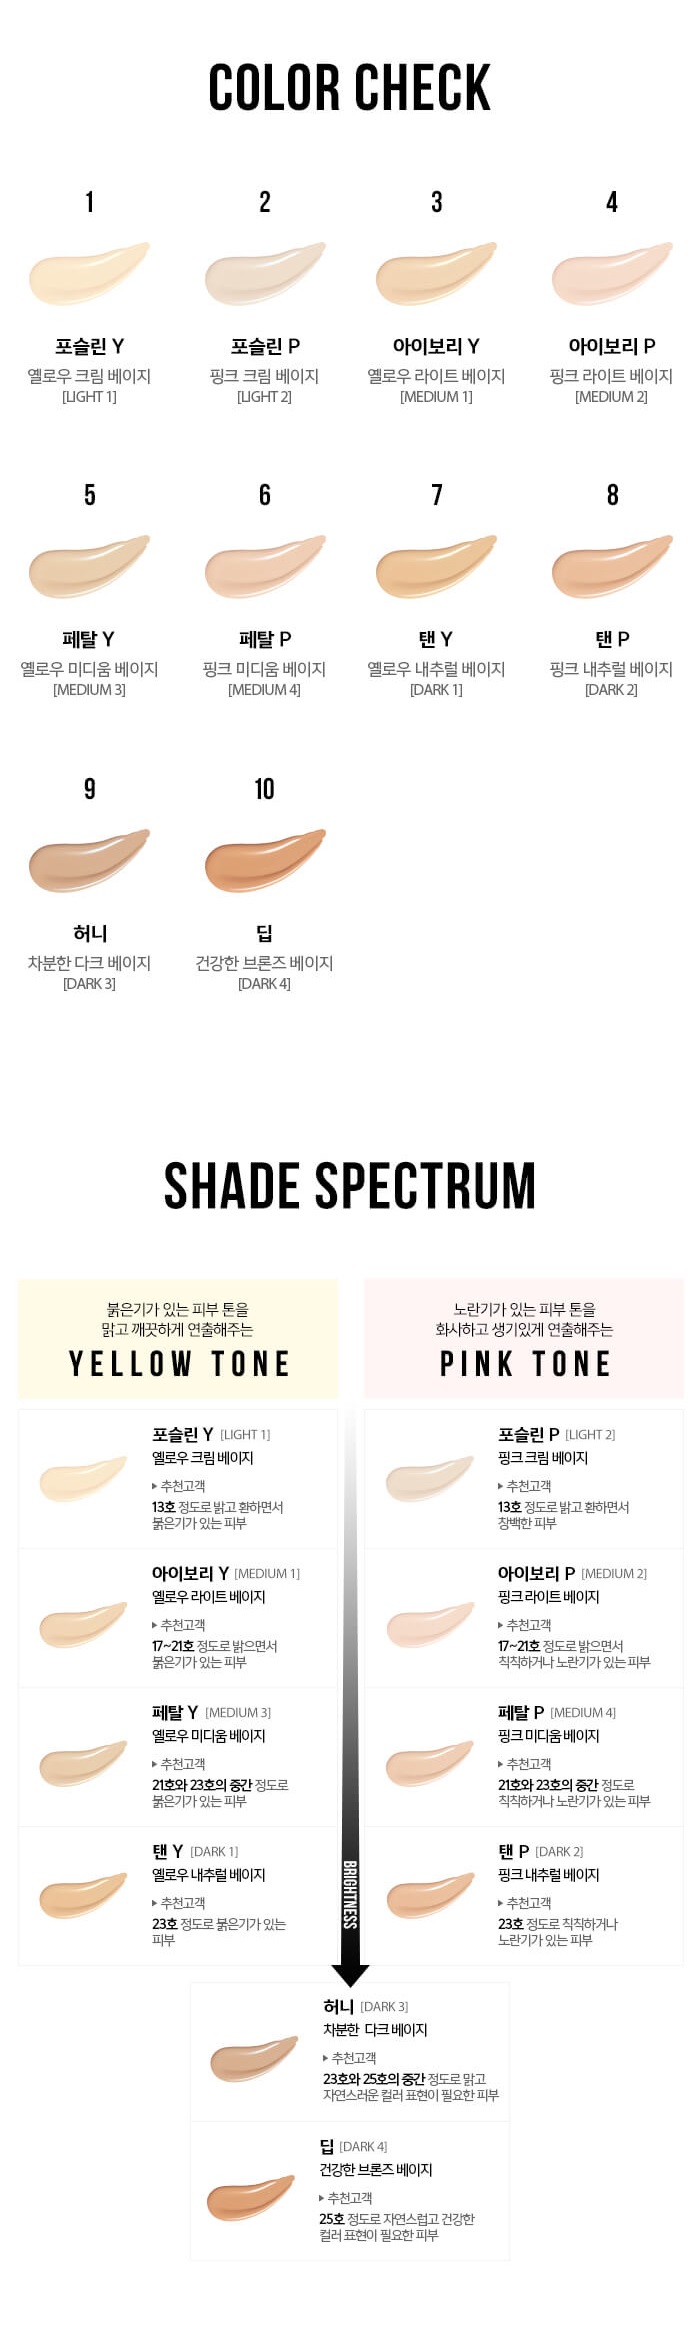 COLOR CHECK
1
2
3
4
포슬린 Y
포슬린 P
아이보리 Y
아이보리 P
옐로우 크림 베이지
핑크 크림 베이지
옐로우 라이트 베이지
핑크 라이트 베이지
[LIGHT 1]
[LIGHT 2]
[MEDIUM 1]
[MEDIUM 2]
5
6
7
8
페탈 Y
페탈 P
탠 Y
탠 P
옐로우 미디움 베이지
핑크 미디움 베이지
옐로우 내추럴 베이지
핑크 내추럴 베이지
[MEDIUM 3]
[MEDIUM 4]
[DARK 1]
[DARK 2]
9
10
허니
딥
차분한 다크 베이지
건강한 브론즈 베이지
[DARK 3]
[DARK 4]
SHADE SPECTRUM
붉은기가 있는 피부 톤을
맑고 깨끗하게 연출해주는
YELLOW TONE
포슬린 Y [LIGHT 1]
옐로우 크림 베이지
▶ 추천고객
13호 정도로 밝고 환하면서
붉은기가 있는 피부
아이보리 Y [MEDIUM 1]
옐로우 라이트 베이지
▶ 추천고객
17~21호 정도로 밝으면서
붉은기가 있는 피부
페탈 Y [MEDIUM 3]
옐로우 미디움 베이지
▶ 추천고객
21호와 23호의 중간 정도로
붉은기가 있는 피부
탠 Y [DARK 1]
옐로우 내추럴 베이지
▶ 추천고객
23호 정도로 붉은기가 있는
피부
노란기가 있는 피부 톤을
화사하고 생기있게 연출해주는
PINK TONE
포슬린 P [LIGHT 2]
핑크 크림 베이지
▶ 추천고객
13호 정도로 밝고 환하면서
창백한 피부
아이보리 P [MEDIUM 2]
핑크 라이트 베이지
▶ 추천고객
17~21호 정도로 밝으면서
칙칙하거나 노란기가 있는 피부
페탈 P [MEDIUM 4]
핑크 미디움 베이지
▶ 추천고객
21호와 23호의 중간 정도로
칙칙하거나 노란기가 있는 피부
탠 P [DARK 2]
핑크 내추럴 베이지
▶ 추천고객
23호 정도로 칙칙하거나
노란기가 있는 피부
BRIGHTNESS
허니 [DARK 3]
차분한 다크 베이지
▶ 추천고객
23호와 25호의 중간 정도로 맑고
자연스러운 컬러 표현이 필요한 피부
딥 [DARK 4]
건강한 브론즈 베이지
▶ 추천고객
25호 정도로 자연스럽고 건강한
컬러 표현이 필요한 피부